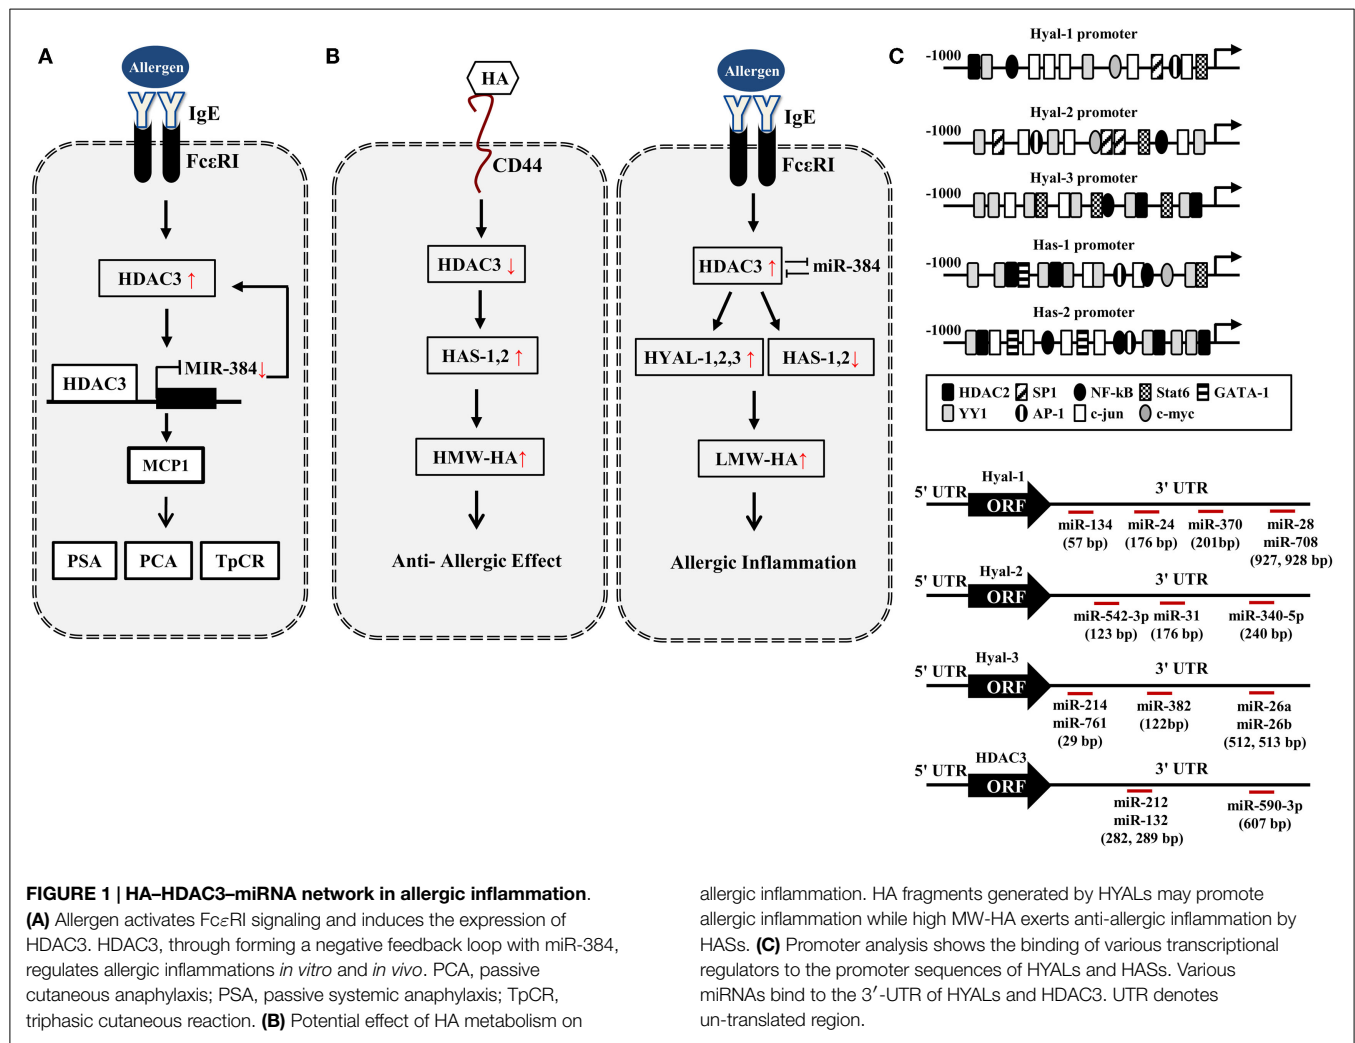 A
Allergen
IgE
FcεRI
HDAC3 ↑
MIR-384↓
HDAC3
MCP1
PSA
PCA
TpCR
B
HA
CD44
HDAC3 ↓
HAS-1,2 ↑
HMW-HA↑
Anti- Allergic Effect
Allergen
IgE
FcεRI
HDAC3 ↑
miR-384
HYAL-1,2,3 ↑
HAS-1,2↓
LMW-HA↑
Allergic Inflammation
C
Hyal-1 promoter
-1000
Hyal-2 promoter
-1000
Hyal-3 promoter
-1000
Has-1 promoter
-1000
Has-2 promoter
-1000
HDAC2 SP1 NF-kB Stat6 GATA-1
YY1 AP-1 c-jun c-myc
Hyal-1
5' UTR ORF 3' UTR
miR-134 miR-24 miR-370 miR-28
(57 bp) (176 bp) (201bp) miR-708
(927, 928 bp)
Hyal-2
5' UTR ORF 3' UTR
miR-542-3p miR-31 miR-340-5p
(123 bp) (176 bp) (240 bp)
Hyal-3
5' UTR ORF 3' UTR
miR-214 miR-382 miR-26a
miR-761 (122bp) miR-26b
(29 bp) (512, 513 bp)
HDAC3
5' UTR ORF 3' UTR
miR-212 miR-590-3p
miR-132 (607 bp)
(282, 289 bp)
FIGURE 1 | HA–HDAC3–miRNA network in allergic inflammation.
(A) Allergen activates FcεRI signaling and induces the expression of
HDAC3. HDAC3, through forming a negative feedback loop with miR-384,
regulates allergic inflammations in vitro and in vivo. PCA, passive
cutaneous anaphylaxis; PSA, passive systemic anaphylaxis; TpCR,
triphasic cutaneous reaction. (B) Potential effect of HA metabolism on
allergic inflammation. HA fragments generated by HYALs may promote
allergic inflammation while high MW-HA exerts anti-allergic inflammation by
HASs. (C) Promoter analysis shows the binding of various transcriptional
regulators to the promoter sequences of HYALs and HASs. Various
miRNAs bind to the 3′-UTR of HYALs and HDAC3. UTR denotes
un-translated region.